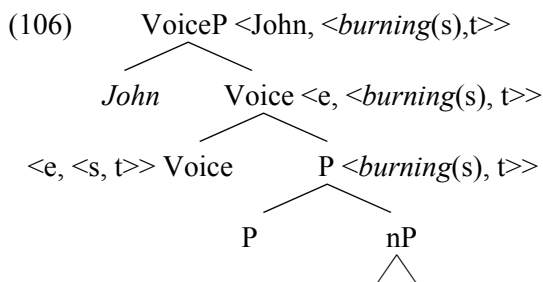 (106) VoiceP <John, <burning(s),t>>
John Voice <e, <burning(s), t>>
<e, <s, t>> Voice P <burning(s), t>>
P nP